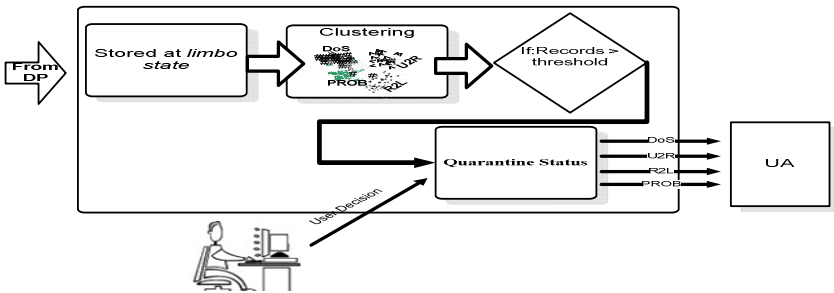 From
DP
Stored at limbo
state
Clustering
DoS
U2R
PROB
R2L
If;Records >
threshold
Quarantine Status
DoS
U2R
R2L
PROB
UA
User Decision